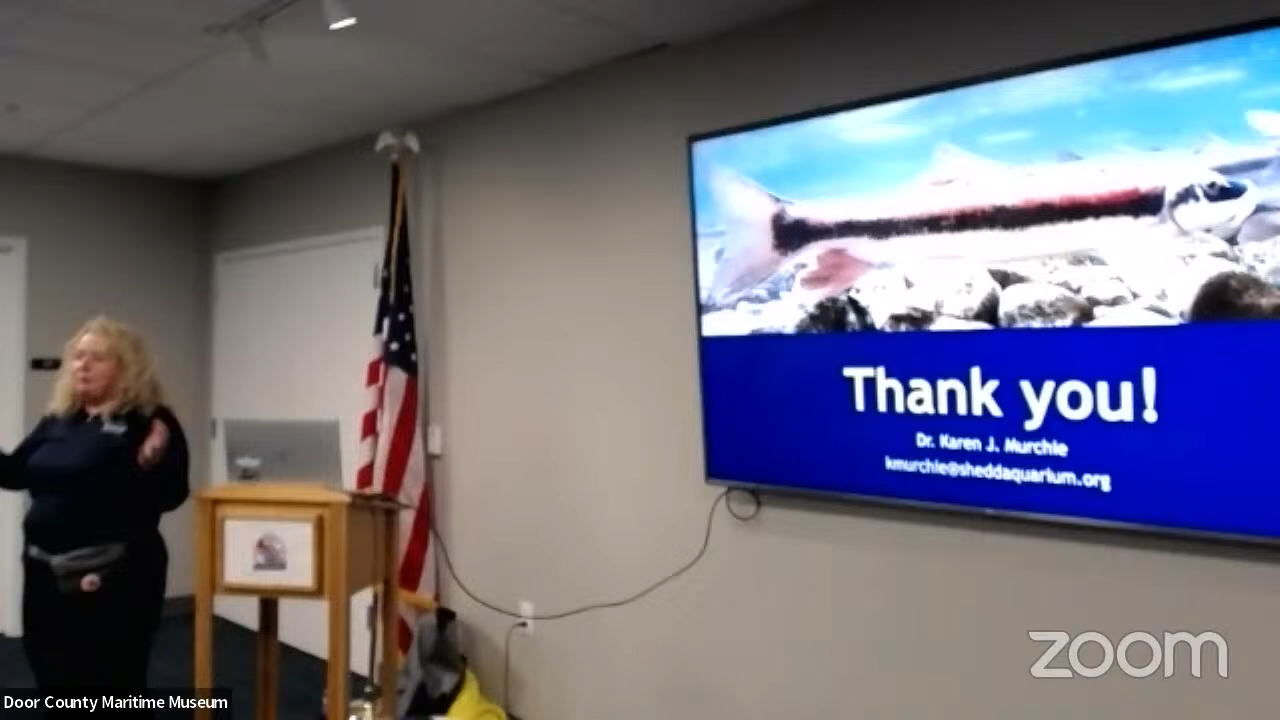 Thank you!
Dr. Karen J. Murchie
kmurchie@sheddaquarium.org
zoom
Door County Maritime Museum